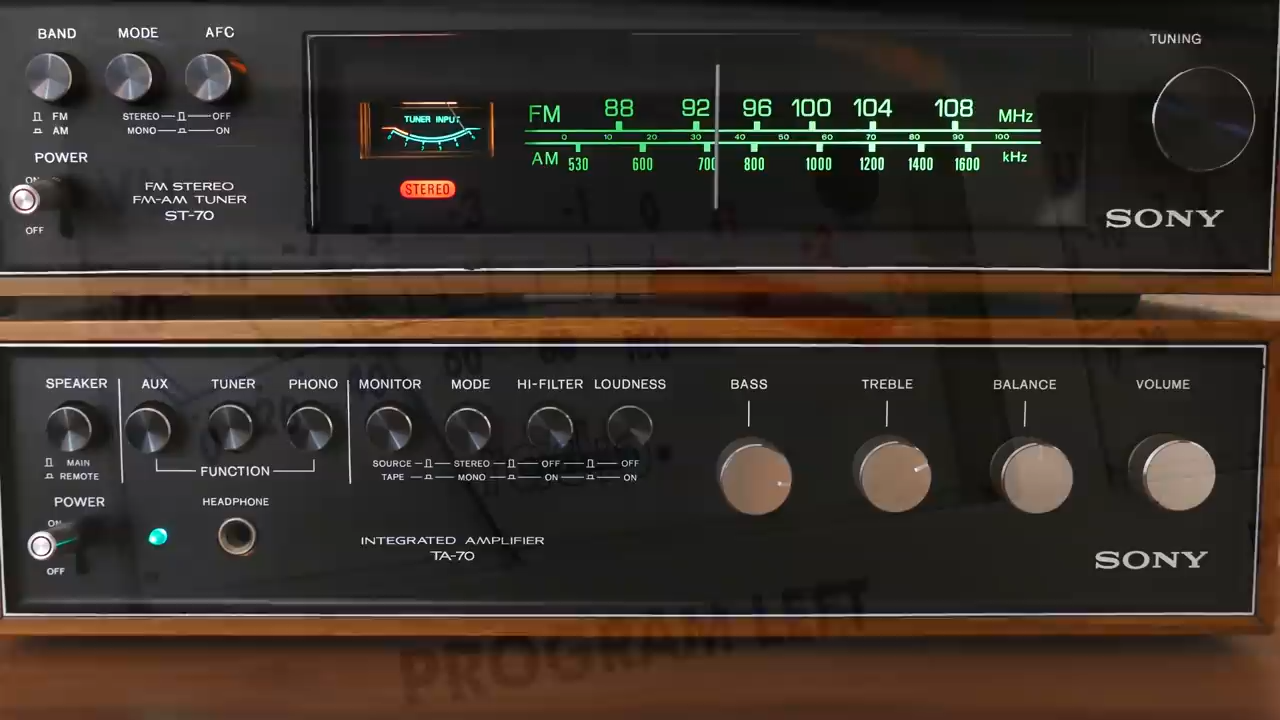 BAND MODE AFC
TUNING
FM 88 92 96 100 104 108 MHz
0 10 20 30 40 50 60 70 80 90 100
AM 530 600 700 800 1000 1200 1400 1600 kHz
TUNER INPUT
STEREO
FM STEREO OFF
AM MONO ON
POWER
ON
OFF
FM STEREO
FM-AM TUNER
ST-70
SONY
SPEAKER AUX TUNER PHONO MONITOR MODE HI-FILTER LOUDNESS BASS TREBLE BALANCE VOLUME
MAIN
REMOTE
FUNCTION
SOURCE STEREO OFF OFF
TAPE MONO ON ON
POWER
ON
OFF
HEADPHONE
INTEGRATED AMPLIFIER
TA-70
SONY
PROGRAM LEFT